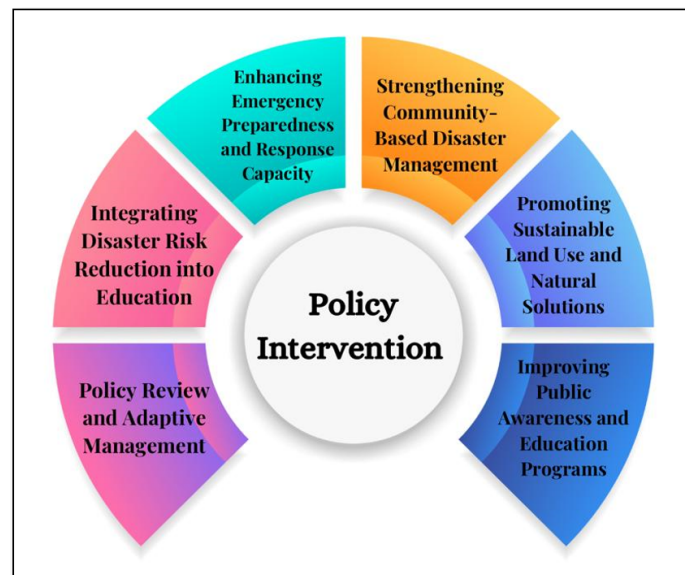 Enhancing
Emergency
Preparedness
and Response
Capacity
Strengthening
Community-
Based Disaster
Management
Integrating
Disaster Risk
Reduction into
Education
Promoting
Sustainable
Land Use and
Natural
Solutions
Policy
Intervention
Policy Review
and Adaptive
Management
Improving
Public
Awareness and
Education
Programs